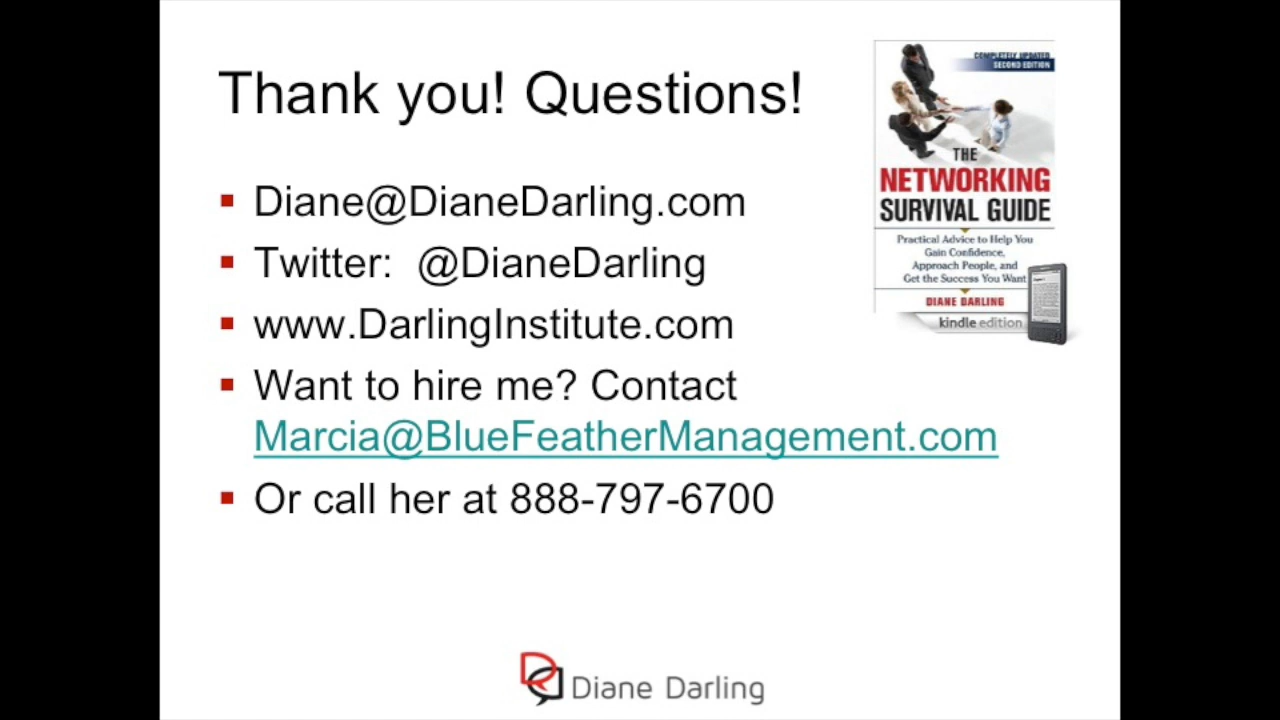 Thank you! Questions!
Diane@DianeDarling.com
Twitter: @DianeDarling
www.DarlingInstitute.com
Want to hire me? Contact
Marcia@BlueFeatherManagement.com
Or call her at 888-797-6700
COMPLETELY UPDATED
SECOND EDITION
THE
NETWORKING
SURVIVAL GUIDE
Practical Advice to Help You
Gain Confidence,
Approach People, and
Get the Success You Want
DIANE DARLING
kindle edition
Diane Darling